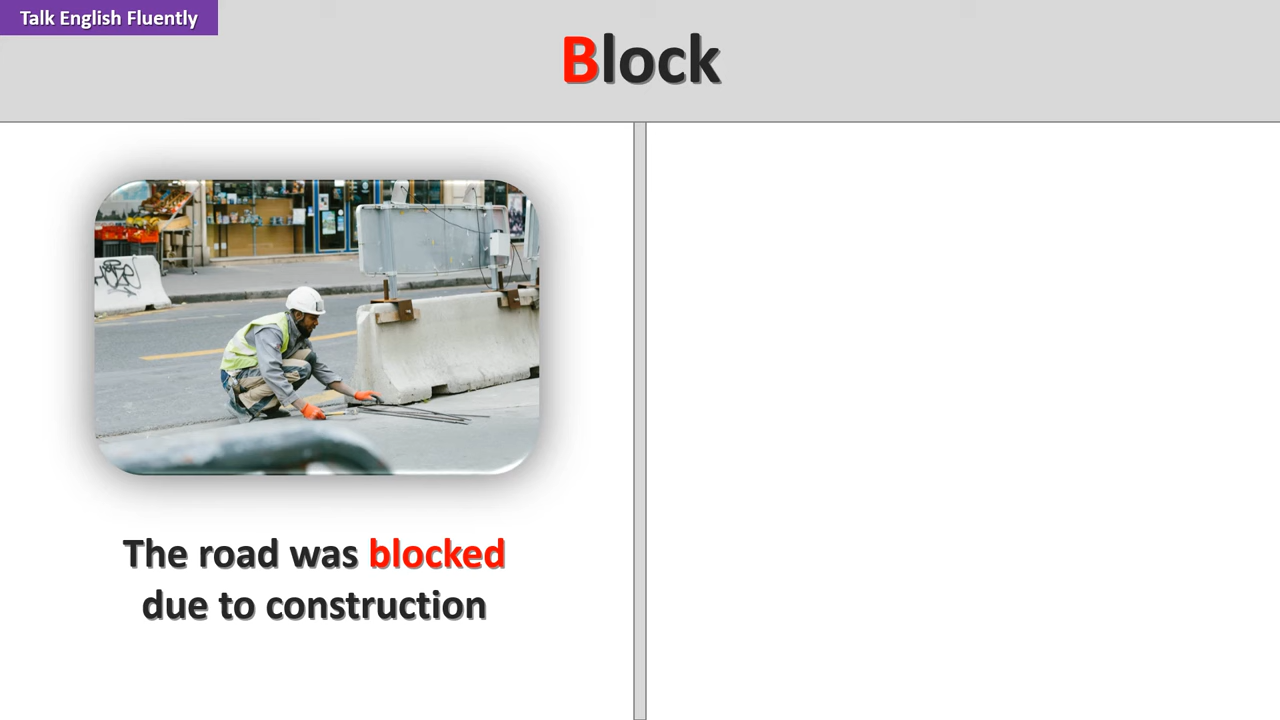 Talk English Fluently
Block
The road was blocked
due to construction